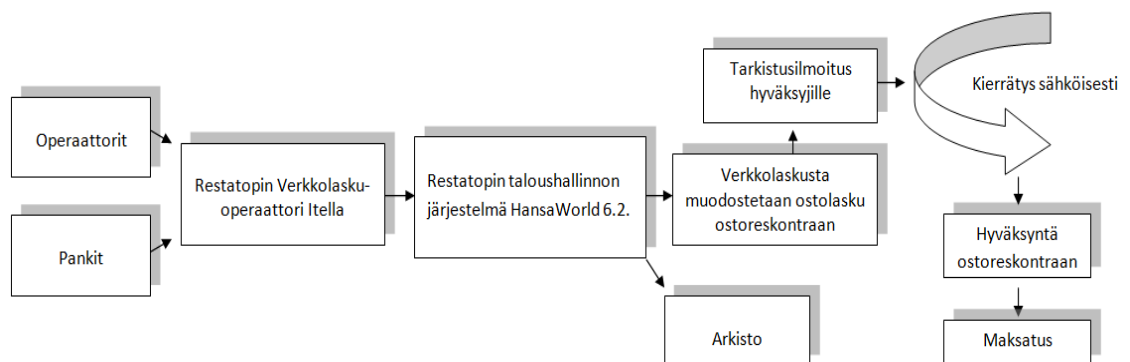 Operaattorit
Pankit
Restatopin Verkkolasku-
operaattori Itella
Restatopin taloushallinnon
järjestelmä HansaWorld 6.2.
Tarkistusilmoitus
hyväksyjille
Verkkolaskusta
muodostetaan ostolasku
ostoreskontraan
Arkisto
Kierrätys sähköisesti
Hyväksyntä
ostoreskontraan
Maksatus